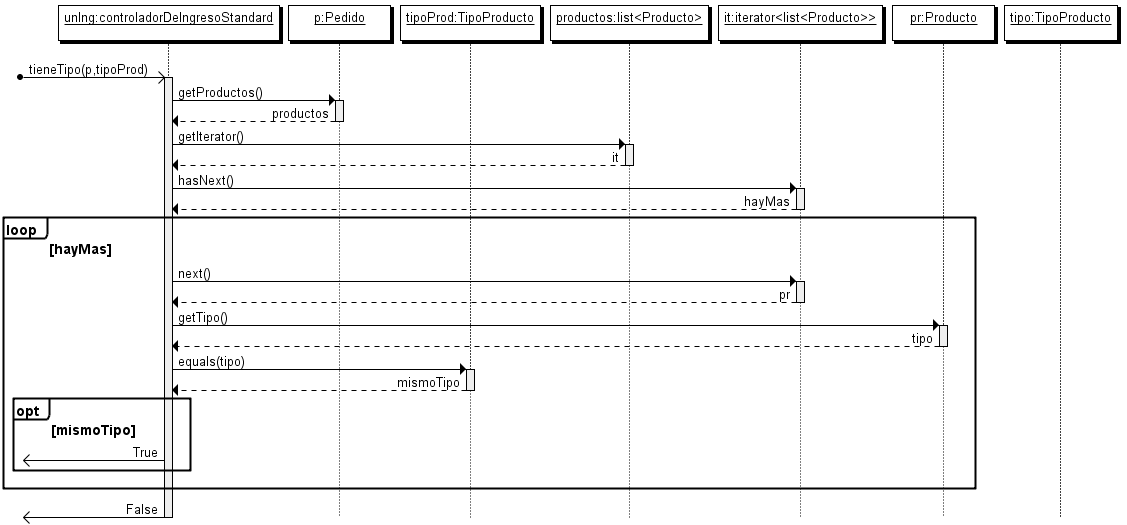 unIng:controladorDeIngresoStandard
p:Pedido
tipoProd:TipoProducto
productos:list<Producto>
it:iterator<list<Producto>>
pr:Producto
tipo:TipoProducto
tieneTipo(p,tipoProd)
getProductos()
productos
getIterator()
it
hasNext()
hayMas
loop
[hayMas]
next()
pr
getTipo()
tipo
equals(tipo)
mismoTipo
opt
[mismoTipo]
True
False